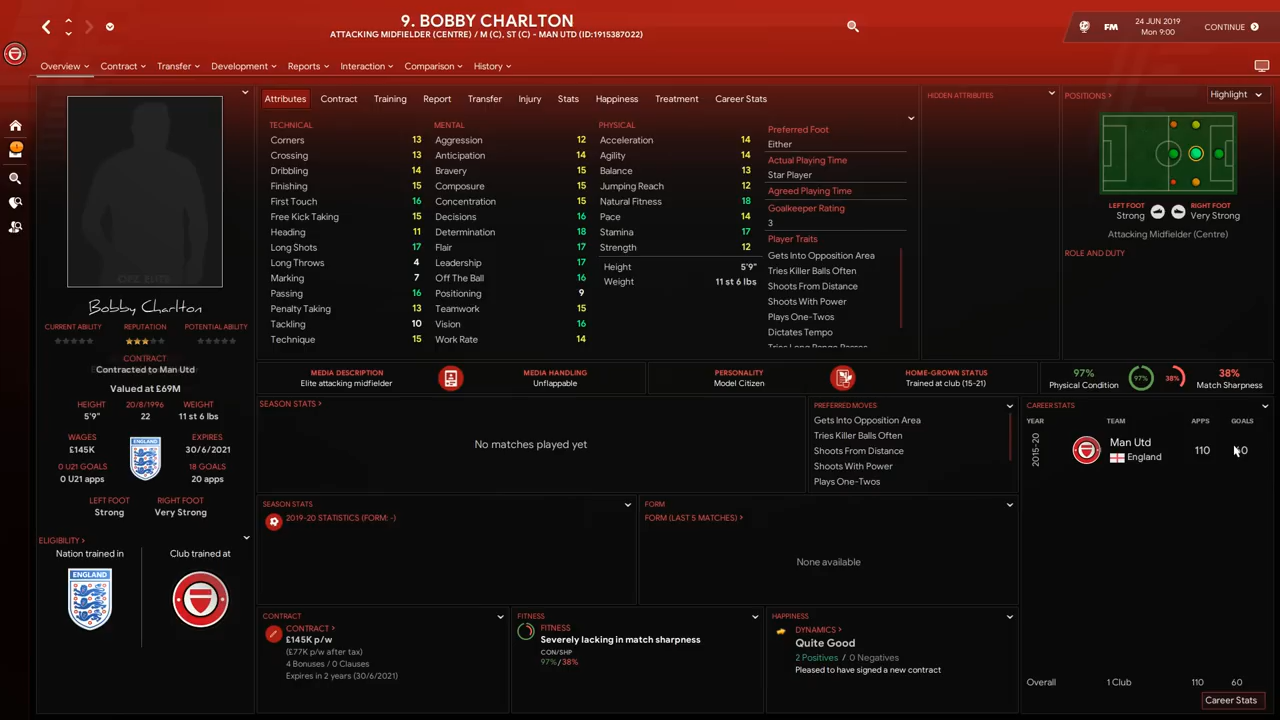 9. BOBBY CHARLTON
ATTACKING MIDFIELDER (CENTRE) / M (C), ST (C) - MAN UTD (ID:1915387022)
FM
24 JUN 2019
Mon 9:00
CONTINUE
Overview
Contract
Transfer
Development
Reports
Interaction
Comparison
History
Attributes
Contract
Training
Report
Transfer
Injury
Stats
Happiness
Treatment
Career Stats
TECHNICAL
Corners 13
Crossing 13
Dribbling 14
Finishing 15
First Touch 16
Free Kick Taking 15
Heading 11
Long Shots 17
Long Throws 4
Marking 7
Passing 16
Penalty Taking 13
Tackling 10
Technique 15
MENTAL
Aggression 12
Anticipation 14
Bravery 15
Composure 15
Concentration 15
Decisions 16
Determination 18
Flair 17
Leadership 17
Off The Ball 16
Positioning 9
Teamwork 15
Vision 16
Work Rate 14
PHYSICAL
Acceleration 14
Agility 14
Balance 13
Jumping Reach 12
Natural Fitness 18
Pace 14
Stamina 17
Strength 12
Height 5'9"
Weight 11 st 6 lbs
Preferred Foot
Either
Actual Playing Time
Star Player
Agreed Playing Time
Goalkeeper Rating
3
Player Traits
Gets Into Opposition Area
Tries Killer Balls Often
Shoots From Distance
Shoots With Power
Plays One-Twos
Dictates Tempo
Tries Long Range Passes
HIDDEN ATTRIBUTES
POSITIONS >
Highlight
LEFT FOOT
Strong
RIGHT FOOT
Very Strong
Attacking Midfielder (Centre)
ROLE AND DUTY
Bobby Charlton
CURRENT ABILITY
REPUTATION
POTENTIAL ABILITY
CONTRACT
Contracted to Man Utd
Valued at £69M
HEIGHT
5'9"
20/8/1996
22
WEIGHT
11 st 6 lbs
WAGES
£145K
EXPIRES
30/6/2021
0 U21 GOALS
0 U21 apps
18 GOALS
20 apps
LEFT FOOT
Strong
RIGHT FOOT
Very Strong
ELIGIBILITY >
Nation trained in
Club trained at
ENGLAND
MEDIA DESCRIPTION
Elite attacking midfielder
MEDIA HANDLING
Unflappable
PERSONALITY
Model Citizen
HOME-GROWN STATUS
Trained at club (15-21)
97%
Physical Condition
97%
38%
38%
Match Sharpness
SEASON STATS >
No matches played yet
PREFERRED MOVES
Gets Into Opposition Area
Tries Killer Balls Often
Shoots From Distance
Shoots With Power
Plays One-Twos
CAREER STATS
YEAR TEAM APPS GOALS
2015-20
Man Utd
England
110
Overall 1 Club 110 60
Career Stats
SEASON STATS
2019-20 STATISTICS (FORM: -)
FORM
FORM (LAST 5 MATCHES) >
None available
CONTRACT
CONTRACT >
£145K p/w
(£77K p/w after tax)
4 Bonuses / 0 Clauses
Expires in 2 years (30/6/2021)
FITNESS
FITNESS
Severely lacking in match sharpness
CON/SHP
97%/38%
HAPPINESS
DYNAMICS >
Quite Good
2 Positives / 0 Negatives
Pleased to have signed a new contract